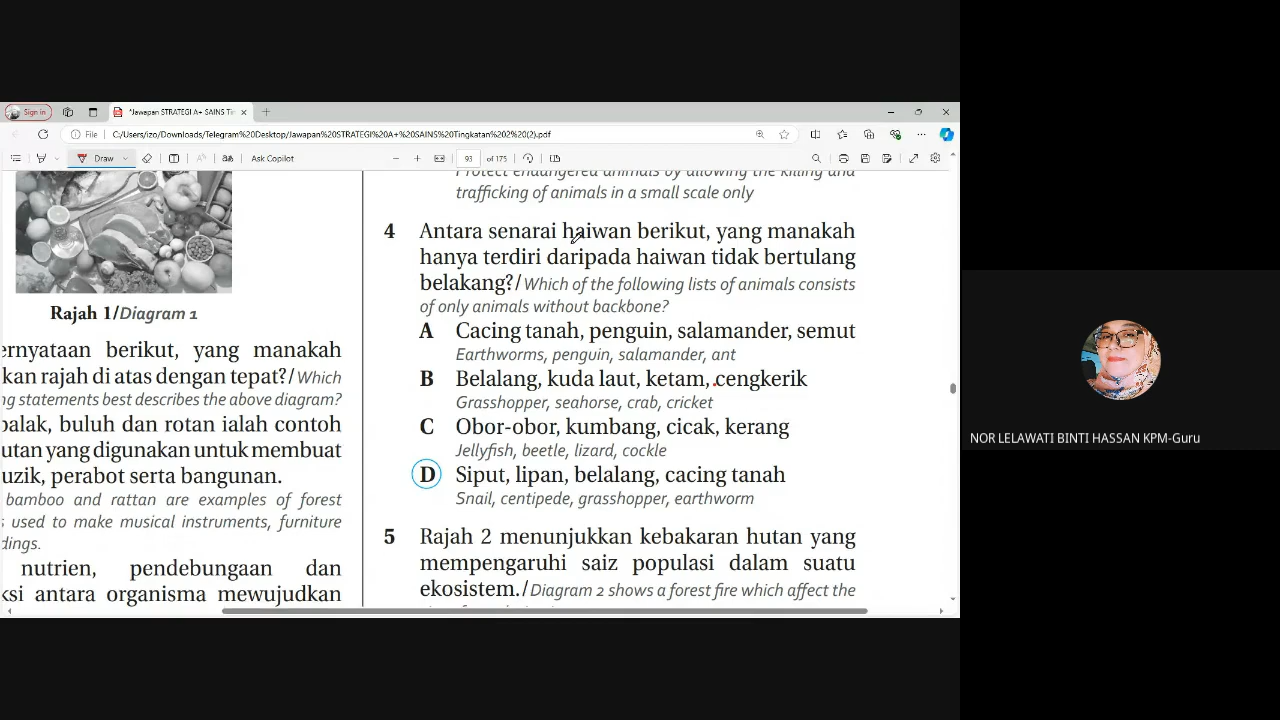 Sign in
*Jawapan STRATEGI A+ SAINS Tin
File
C:/Users/izo/Downloads/Telegram%20Desktop/Jawapan%20STRATEGI%20A+%20SAINS%20Tingkatan%202%20(2).pdf
Draw
Ask Copilot
93 of 175
Rajah 1/Diagram 1
ernyataan berikut, yang manakah
kan rajah di atas dengan tepat?/Which
ng statements best describes the above diagram?
balak, buluh dan rotan ialah contoh
utan yang digunakan untuk membuat
uzik, perabot serta bangunan.
bamboo and rattan are examples of forest
s used to make musical instruments, furniture
dings.
nutrien, pendebungaan dan
ksi antara organisma mewujudkan
Protect endangered animals by allowing the killing and
trafficking of animals in a small scale only
4 Antara senarai haiwan berikut, yang manakah
hanya terdiri daripada haiwan tidak bertulang
belakang?/Which of the following lists of animals consists
of only animals without backbone?
A Cacing tanah, penguin, salamander, semut
Earthworms, penguin, salamander, ant
B Belalang, kuda laut, ketam, cengkerik
Grasshopper, seahorse, crab, cricket
C Obor-obor, kumbang, cicak, kerang
Jellyfish, beetle, lizard, cockle
D Siput, lipan, belalang, cacing tanah
Snail, centipede, grasshopper, earthworm
5 Rajah 2 menunjukkan kebakaran hutan yang
mempengaruhi saiz populasi dalam suatu
ekosistem./Diagram 2 shows a forest fire which affect the
NOR LELAWATI BINTI HASSAN KPM-Guru